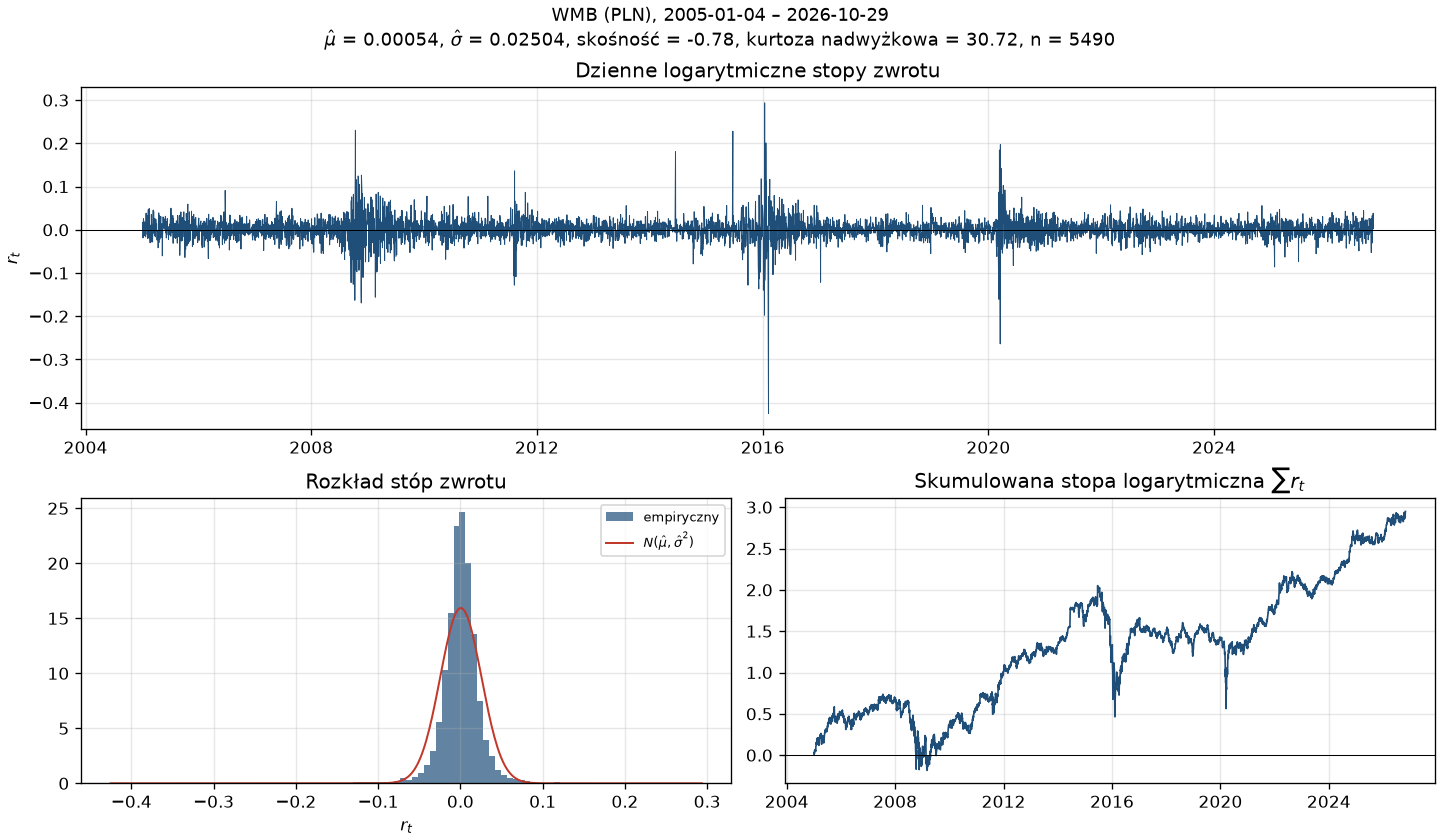 WMB (PLN), 2005-01-04 – 2026-10-29
μ̂ = 0.00054, σ̂ = 0.02504, skośność = -0.78, kurtoza nadwyżkowa = 30.72, n = 5490
Dzienne logarytmiczne stopy zwrotu
0.3
0.2
0.1
0.0
−0.1
−0.2
−0.3
−0.4
r_t
2004 2008 2012 2016 2020 2024
Rozkład stóp zwrotu
25
20
15
10
5
0
empiryczny
N(μ̂, σ̂²)
−0.4 −0.3 −0.2 −0.1 0.0 0.1 0.2 0.3
r_t
Skumulowana stopa logarytmiczna ∑r_t
3.0
2.5
2.0
1.5
1.0
0.5
0.0
2004 2008 2012 2016 2020 2024